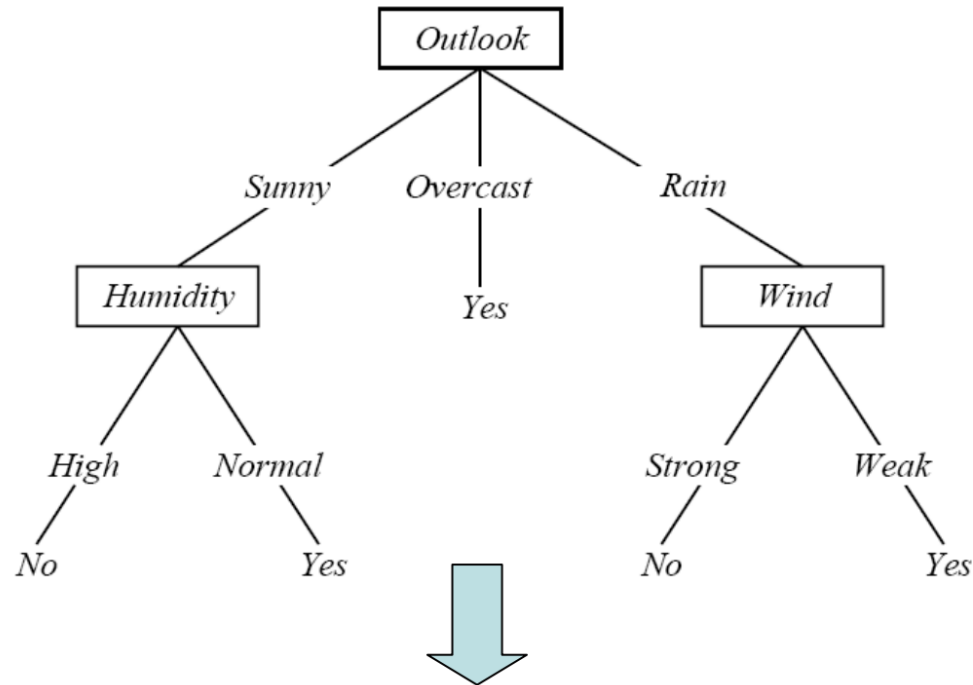 Outlook
Sunny Overcast Rain
Humidity Yes Wind
High Normal Strong Weak
No Yes No Yes